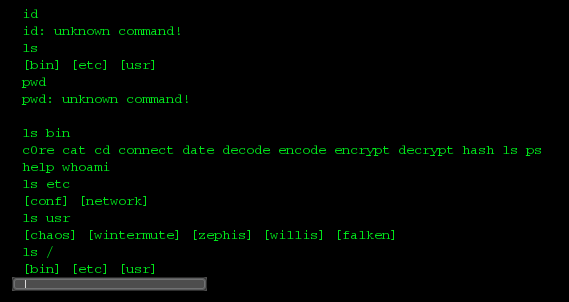 id
id: unknown command!
ls
[bin] [etc] [usr]
pwd
pwd: unknown command!
ls bin
c0re cat cd connect date decode encode encrypt decrypt hash ls ps
help whoami
ls etc
[conf] [network]
ls usr
[chaos] [wintermute] [zephis] [willis] [falken]
ls /
[bin] [etc] [usr]